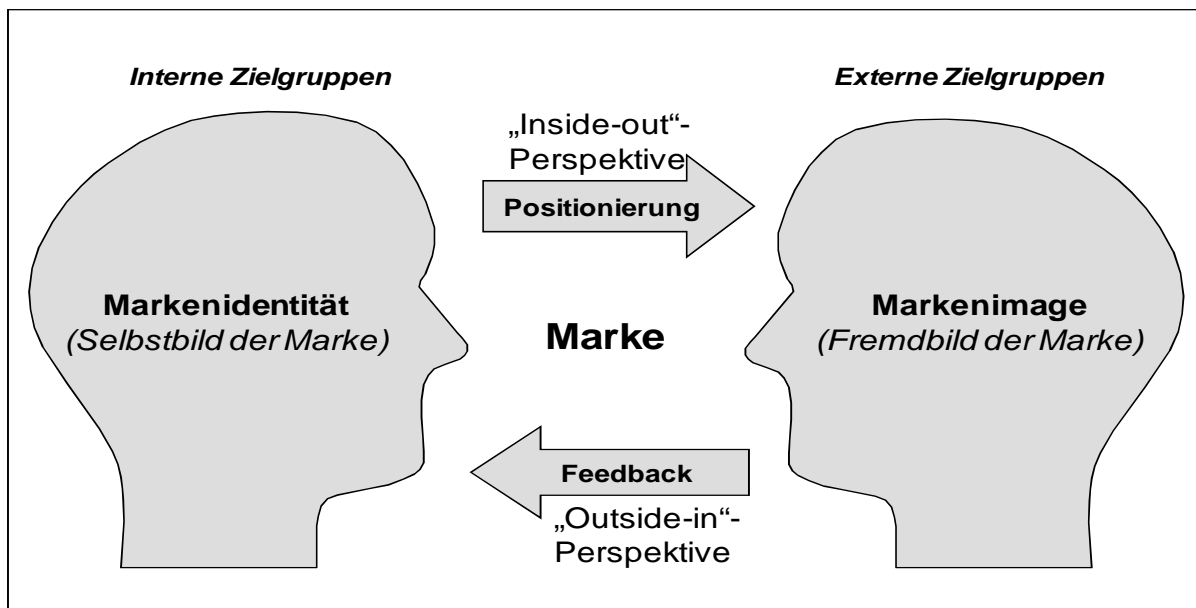 Interne Zielgruppen
Externe Zielgruppen
„Inside-out“-
Perspektive
Positionierung
Markenidentität
(Selbstbild der Marke)
Marke
Markenimage
(Fremdbild der Marke)
Feedback
„Outside-in“-
Perspektive